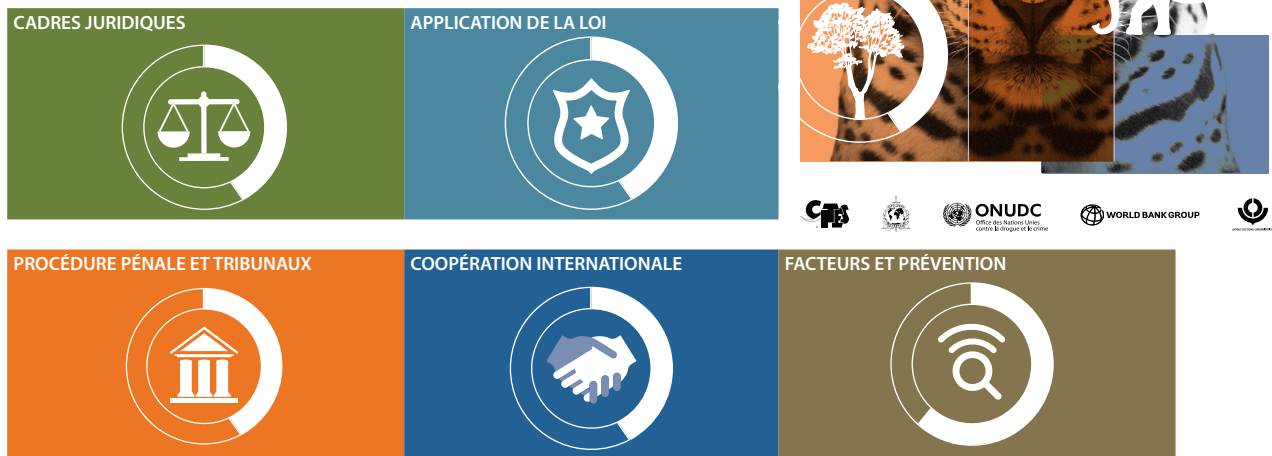 CADRES JURIDIQUES
APPLICATION DE LA LOI
CITES
ONUDC
Office des Nations Unies
contre la drogue et le crime
WORLD BANK GROUP
PROCÉDURE PÉNALE ET TRIBUNAUX
COOPÉRATION INTERNATIONALE
FACTEURS ET PRÉVENTION